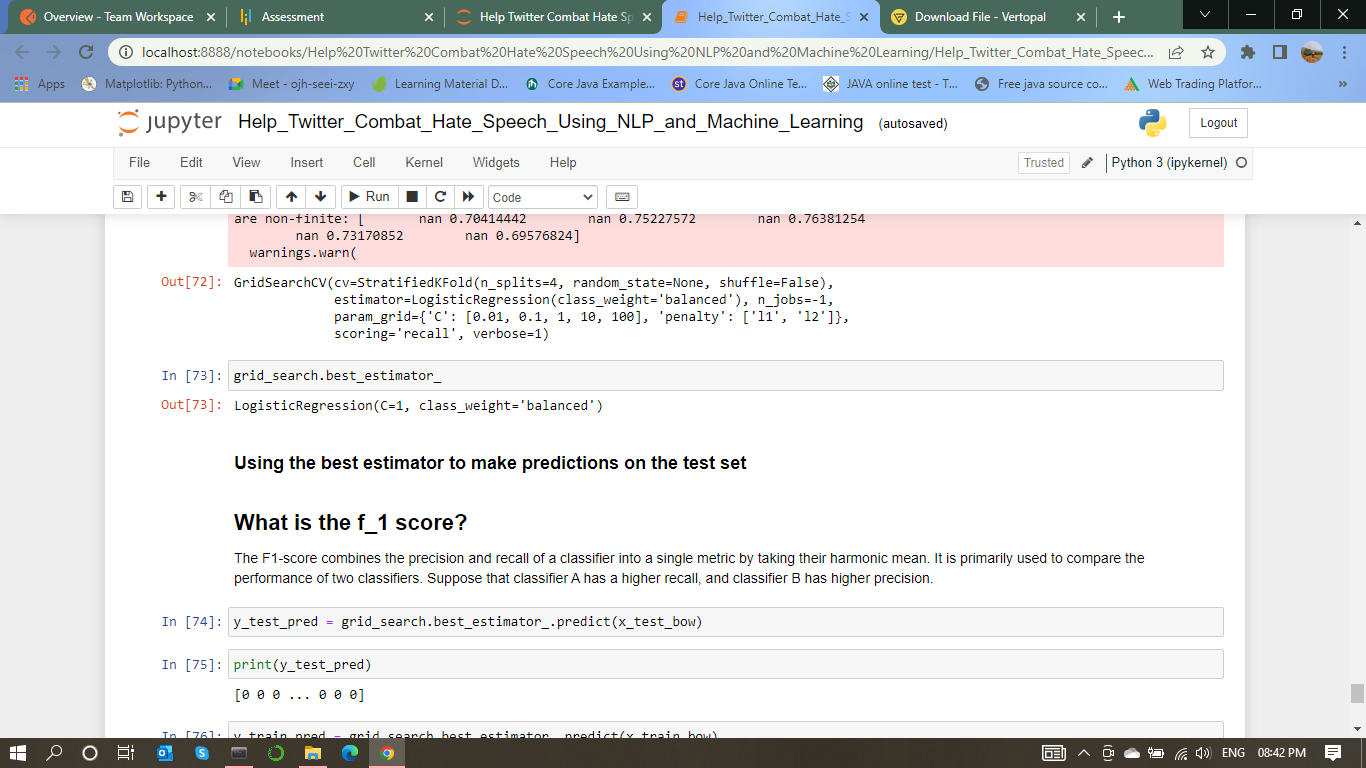 Overview - Team Workspace
Assessment
Help Twitter Combat Hate Sp
Help_Twitter_Combat_Hate_S
Download File - Vertopal
localhost:8888/notebooks/Help%20Twitter%20Combat%20Hate%20Speech%20Using%20NLP%20and%20Machine%20Learning/Help_Twitter_Combat_Hate_Speec...
Apps
Matplotlib: Python...
Meet - ojh-seei-zxy
Learning Material D...
Core Java Example...
st
Core Java Online Te...
JAVA online test - T...
Free java source co...
Web Trading Platfor...
»
jupyter Help_Twitter_Combat_Hate_Speech_Using_NLP_and_Machine_Learning (autosaved)
Logout
File Edit View Insert Cell Kernel Widgets Help
Trusted
Python 3 (ipykernel)
Run
Code
are non-finite: [ nan 0.70414442 nan 0.75227572 nan 0.76381254
nan 0.73170852 nan 0.69576824]
warnings.warn(
Out[72]: GridSearchCV(cv=StratifiedKFold(n_splits=4, random_state=None, shuffle=False),
estimator=LogisticRegression(class_weight='balanced'), n_jobs=-1,
param_grid={'C': [0.01, 0.1, 1, 10, 100], 'penalty': ['l1', 'l2']},
scoring='recall', verbose=1)
In [73]: grid_search.best_estimator_
Out[73]: LogisticRegression(C=1, class_weight='balanced')
Using the best estimator to make predictions on the test set
What is the f_1 score?
The F1-score combines the precision and recall of a classifier into a single metric by taking their harmonic mean. It is primarily used to compare the
performance of two classifiers. Suppose that classifier A has a higher recall, and classifier B has higher precision.
In [74]: y_test_pred = grid_search.best_estimator_.predict(x_test_bow)
In [75]: print(y_test_pred)
[0 0 0 ... 0 0 0]
In [76]: y_train_pred = grid_search.best_estimator_.predict(x_train_bow)
ENG 08:42 PM